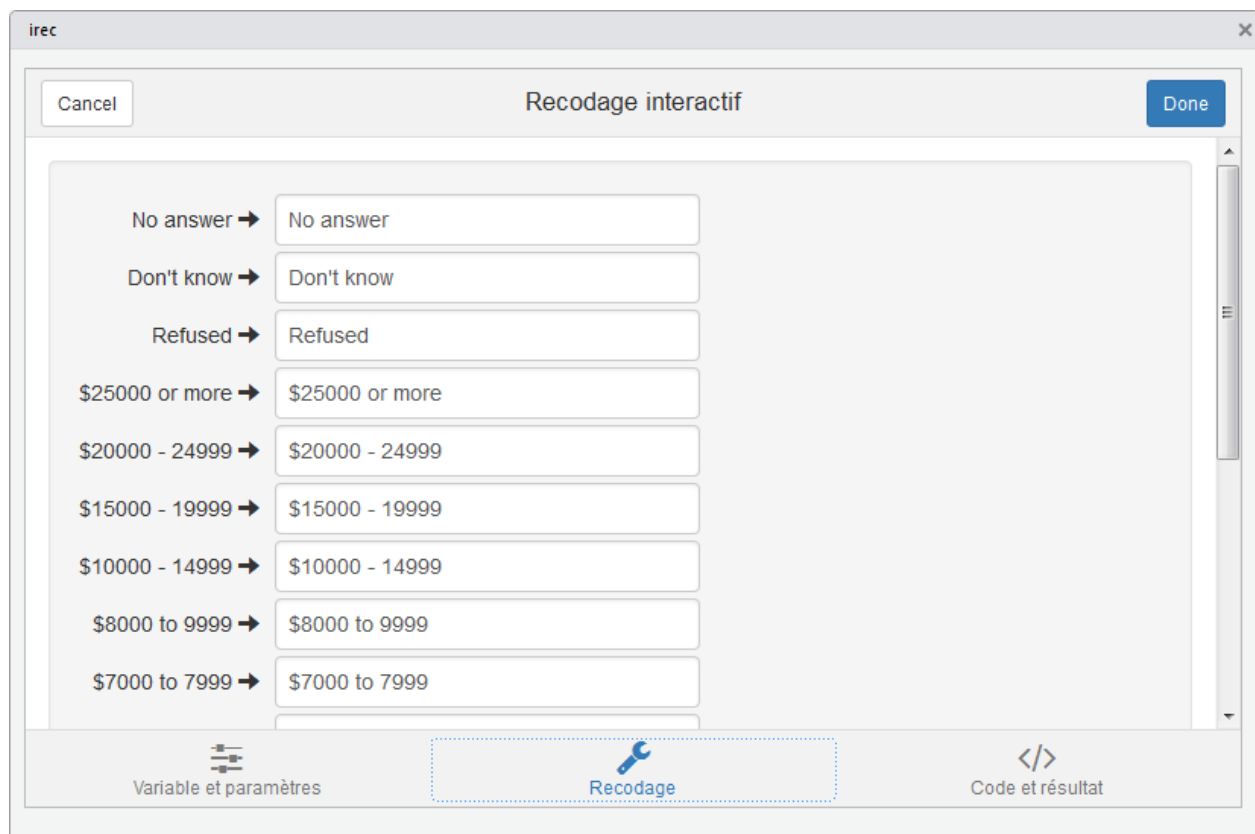 irec
Cancel Recodage interactif Done
No answer No answer
Don't know Don't know
Refused Refused
$25000 or more $25000 or more
$20000 - 24999 $20000 - 24999
$15000 - 19999 $15000 - 19999
$10000 - 14999 $10000 - 14999
$8000 to 9999 $8000 to 9999
$7000 to 7999 $7000 to 7999
Variable et paramètres Recodage Code et résultat